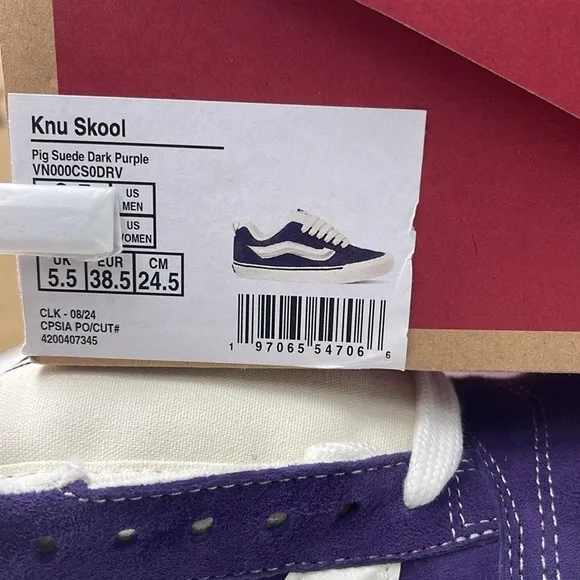 Knu Skool
Pig Suede Dark Purple
VN000CS0DRV
US
MEN
US
UK EUR CM
5.5 38.5 24.5
CLK - 08/24
CPSIA PO/CUT#
4200407345
1 97065 54706 6